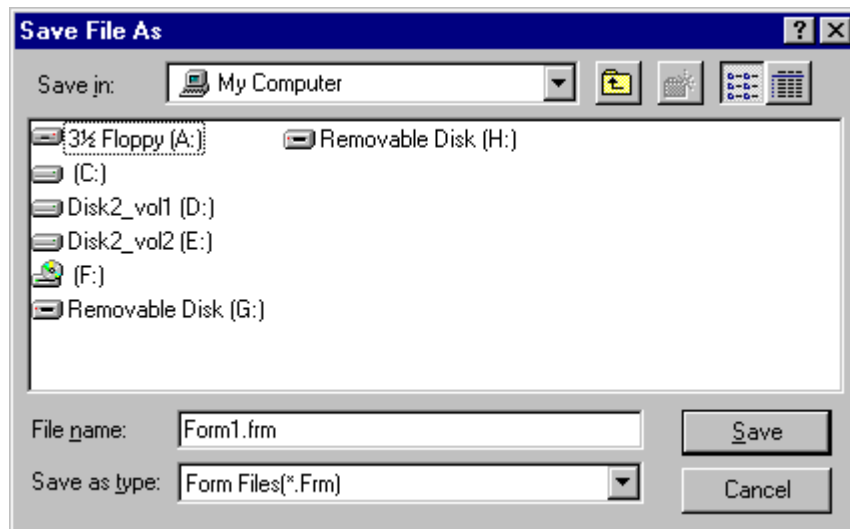 Save File As
Save in: My Computer
3½ Floppy (A:)
(C:)
Disk2_vol1 (D:)
Disk2_vol2 (E:)
(F:)
Removable Disk (G:)
Removable Disk (H:)
File name: Form1.frm
Save
Save as type: Form Files(*.Frm)
Cancel